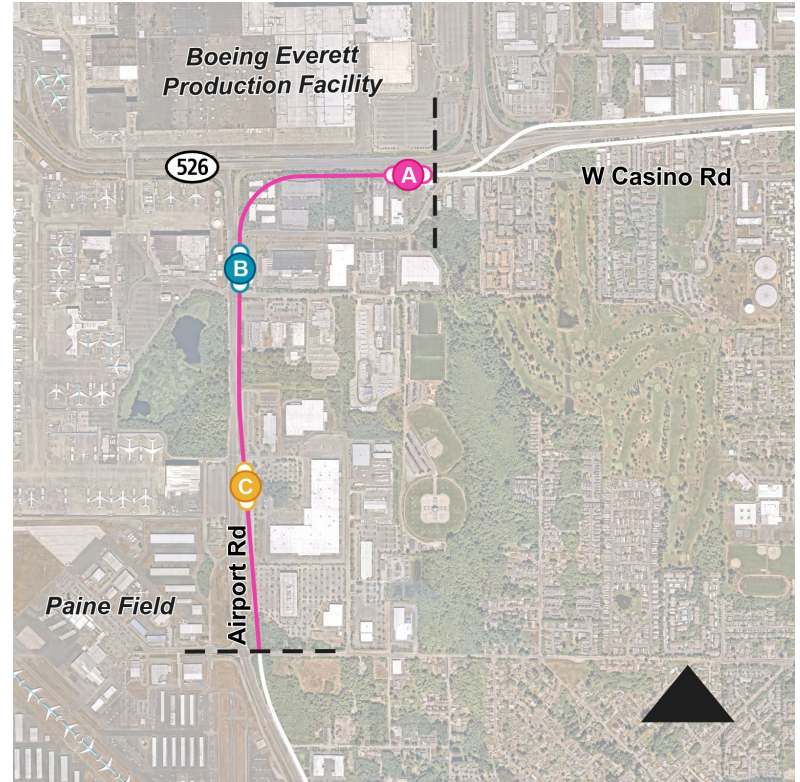 Boeing Everett
Production Facility
526
A
W Casino Rd
B
C
Airport Rd
Paine Field